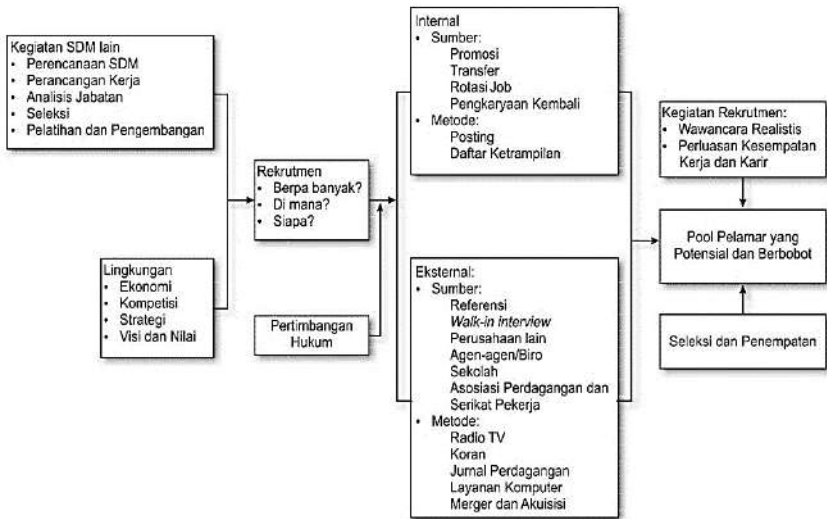 Kegiatan SDM lain
• Perencanaan SDM
• Perancangan Kerja
• Analisis Jabatan
• Seleksi
• Pelatihan dan Pengembangan
Lingkungan
• Ekonomi
• Kompetisi
• Strategi
• Visi dan Nilai
Rekrutmen
• Berpa banyak?
• Di mana?
• Siapa?
Pertimbangan
Hukum
Internal
• Sumber:
Promosi
Transfer
Rotasi Job
Pengkaryaan Kembali
• Metode:
Posting
Daftar Ketrampilan
Eksternal:
• Sumber:
Referensi
Walk-in interview
Perusahaan lain
Agen-agen/Biro
Sekolah
Asosiasi Perdagangan dan
Serikat Pekerja
• Metode:
Radio TV
Koran
Jurnal Perdagangan
Layanan Komputer
Merger dan Akuisisi
Kegiatan Rekrutmen:
• Wawancara Realistis
• Perluasan Kesempatan
Kerja dan Karir
Pool Pelamar yang
Potensial dan Berbobot
Seleksi dan Penempatan